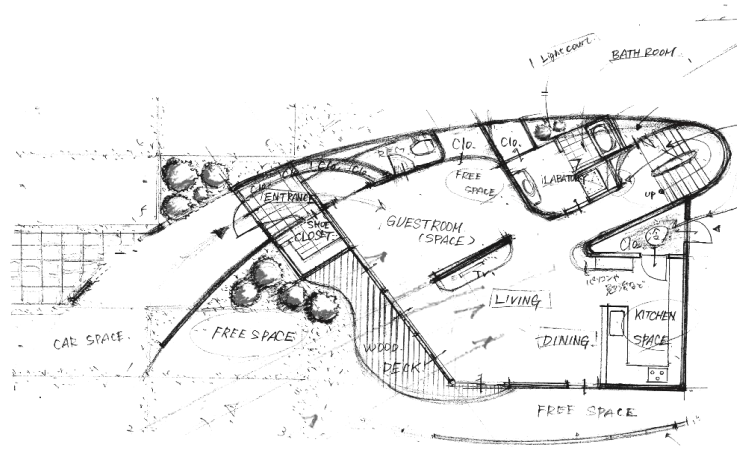 Light court.
BATH ROOM
Clo.
Clo.
FREE
SPACE
Clo.
ENTRANCE
SHOE
CLOSET
GUESTROOM
(SPACE)
UP
Clo
TV.
LIVING
KITCHEN
SPACE
DINING.
CAR SPACE.
FREE SPACE
WOOD
DECK
FREE SPACE